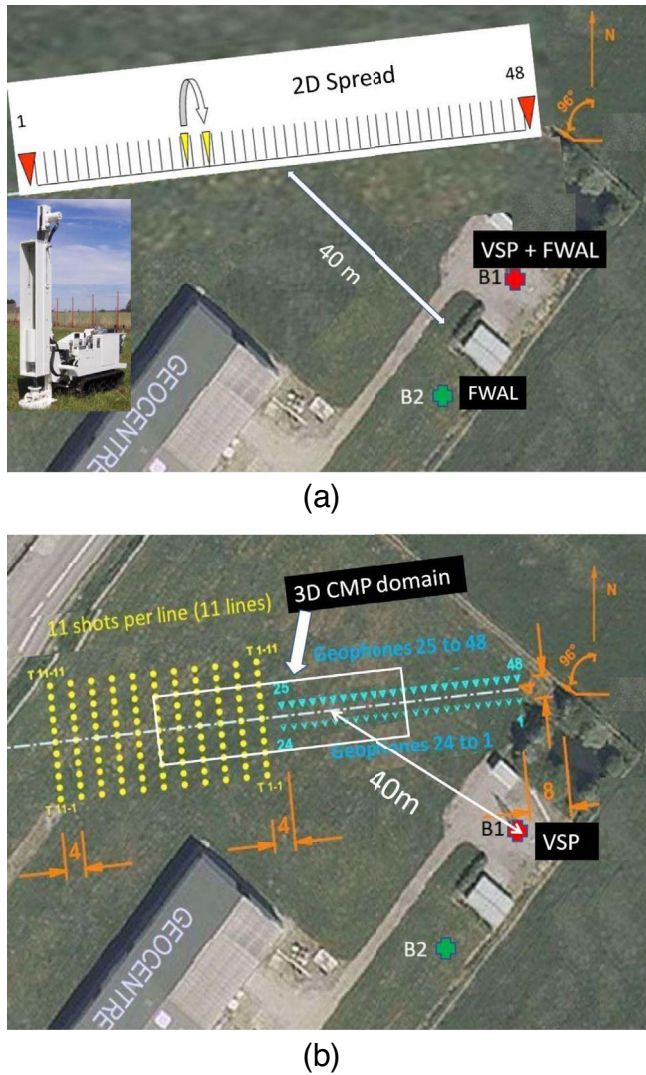 2D Spread
1
48
N
96°
40 m
VSP + FWAL
B1
B2
FWAL
GEOCENTRE
(a)
3D CMP domain
N
11 shots per line (11 lines)
96°
T 11-11
T 1-11
Geophones 25 to 48
25
48
4
24
1
Geophones 24 to 1
T 11-1
T 1-1
40m
8
4
4
B1
VSP
B2
GEOCENTRE
(b)